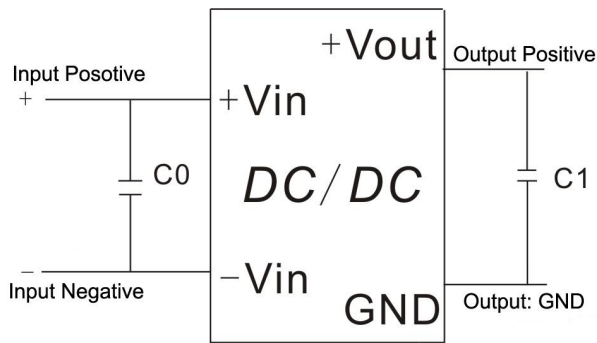 +Vout
Output Positive
Input Posotive
+
+Vin
C0
DC/DC
C1
−
−Vin
Input Negative
GND
Output: GND